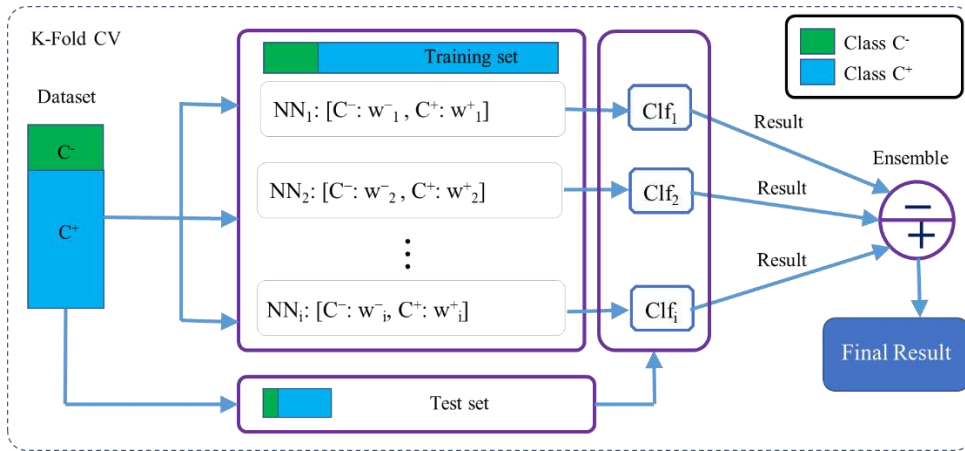 K-Fold CV
Dataset
C⁻
C⁺
Training set
NN₁: [C⁻: w⁻₁ , C⁺: w⁺₁]
NN₂: [C⁻: w⁻₂ , C⁺: w⁺₂]
⋮
NNᵢ: [C⁻: w⁻ᵢ, C⁺: w⁺ᵢ]
Test set
Clf₁
Clf₂
Clfᵢ
Result
Result
Result
Class C⁻
Class C⁺
Ensemble
−
+
Final Result